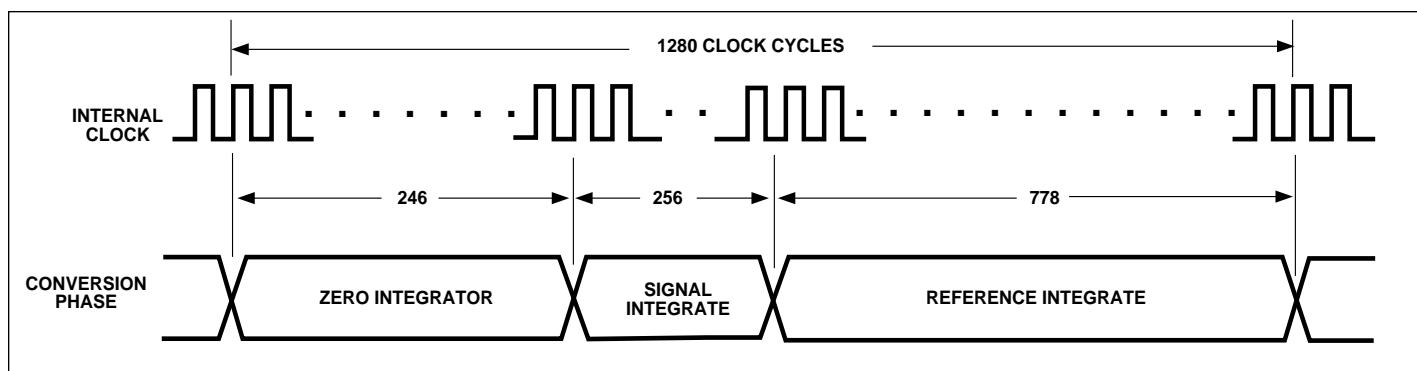 1280 CLOCK CYCLES
INTERNAL
CLOCK
246
256
778
CONVERSION
PHASE
ZERO INTEGRATOR
SIGNAL
INTEGRATE
REFERENCE INTEGRATE